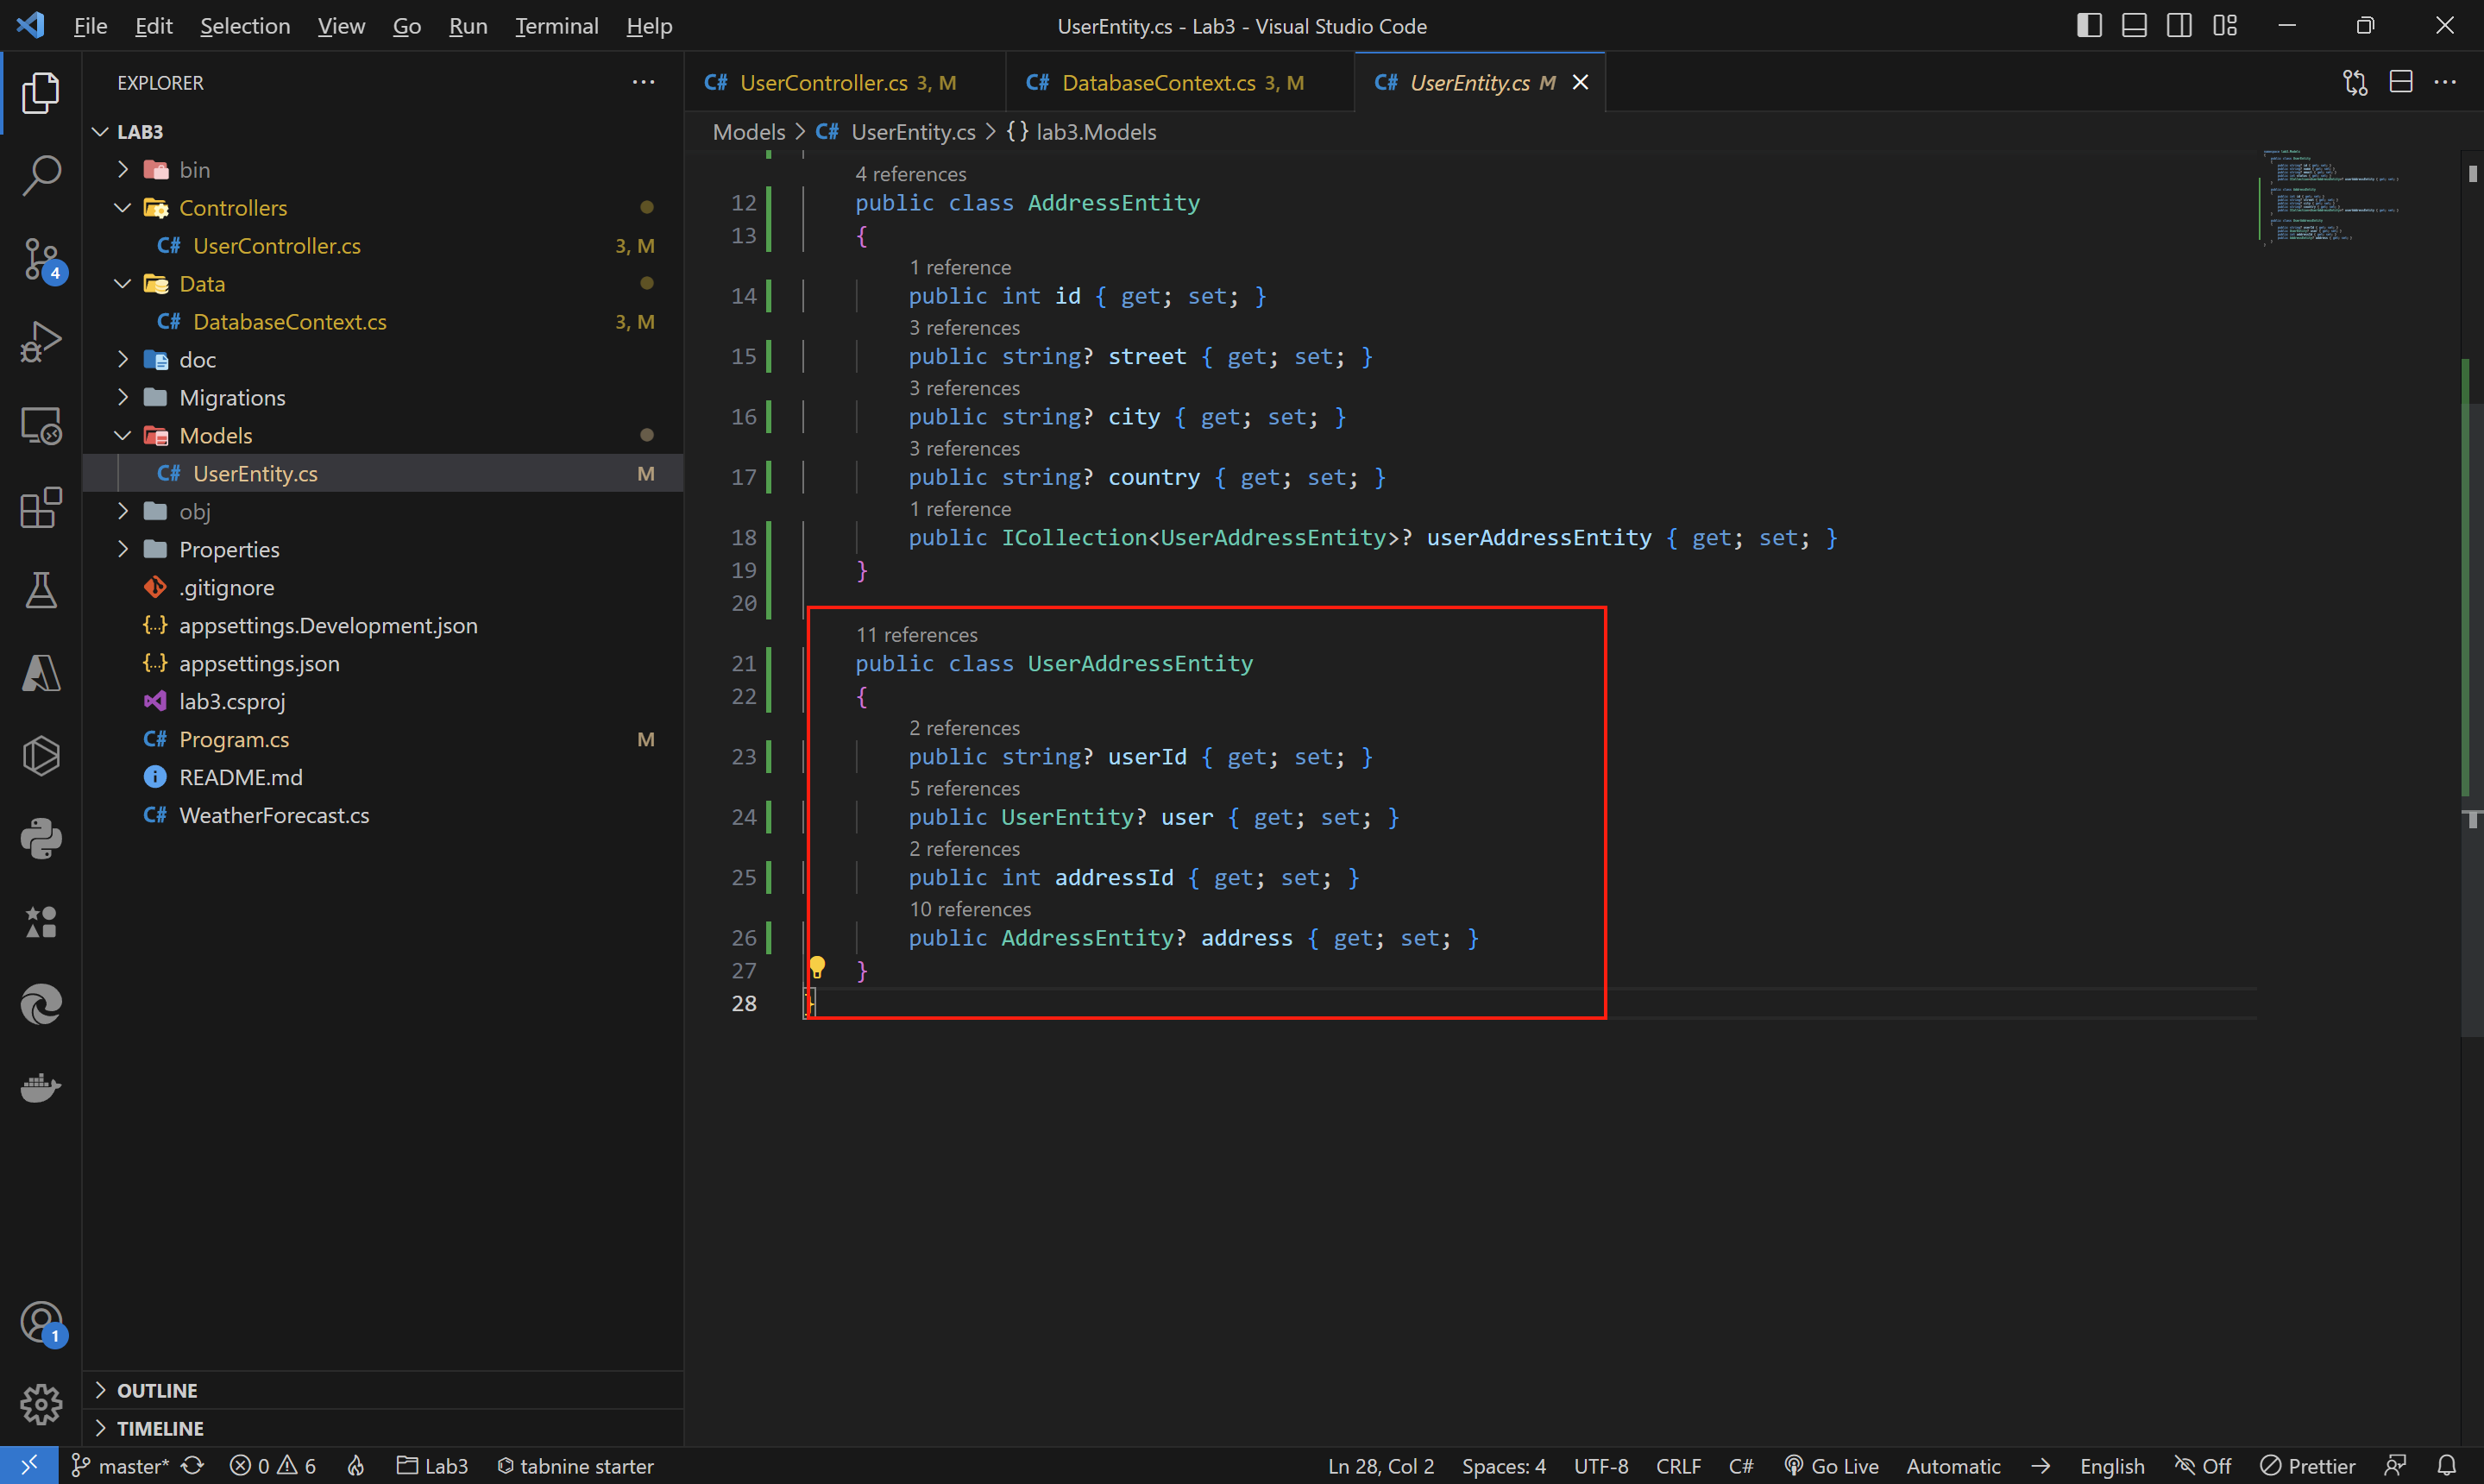 File Edit Selection View Go Run Terminal Help
UserEntity.cs - Lab3 - Visual Studio Code
EXPLORER
LAB3
bin
Controllers
C# UserController.cs 3, M
Data
C# DatabaseContext.cs 3, M
doc
Migrations
Models
C# UserEntity.cs M
obj
Properties
.gitignore
{..} appsettings.Development.json
{..} appsettings.json
lab3.csproj
C# Program.cs M
README.md
C# WeatherForecast.cs
OUTLINE
TIMELINE
4
1
C# UserController.cs 3, M
C# DatabaseContext.cs 3, M
C# UserEntity.cs M
Models > C# UserEntity.cs > {} lab3.Models
4 references
12 public class AddressEntity
13 {
1 reference
14 public int id { get; set; }
3 references
15 public string? street { get; set; }
3 references
16 public string? city { get; set; }
3 references
17 public string? country { get; set; }
1 reference
18 public ICollection<UserAddressEntity>? userAddressEntity { get; set; }
19 }
20
11 references
21 public class UserAddressEntity
22 {
2 references
23 public string? userId { get; set; }
5 references
24 public UserEntity? user { get; set; }
2 references
25 public int addressId { get; set; }
10 references
26 public AddressEntity? address { get; set; }
27 }
28 }
master* 0 6 Lab3 tabnine starter
Ln 28, Col 2 Spaces: 4 UTF-8 CRLF C# Go Live Automatic English Off Prettier